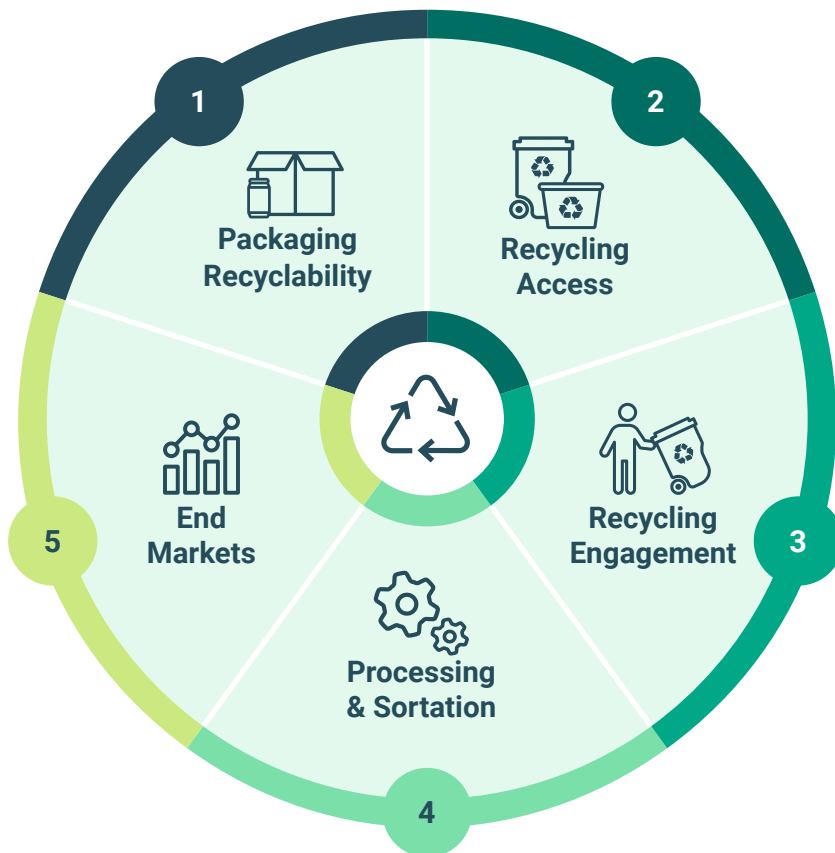 1
Packaging
Recyclability
2
Recycling
Access
3
Recycling
Engagement
4
Processing
& Sortation
5
End
Markets